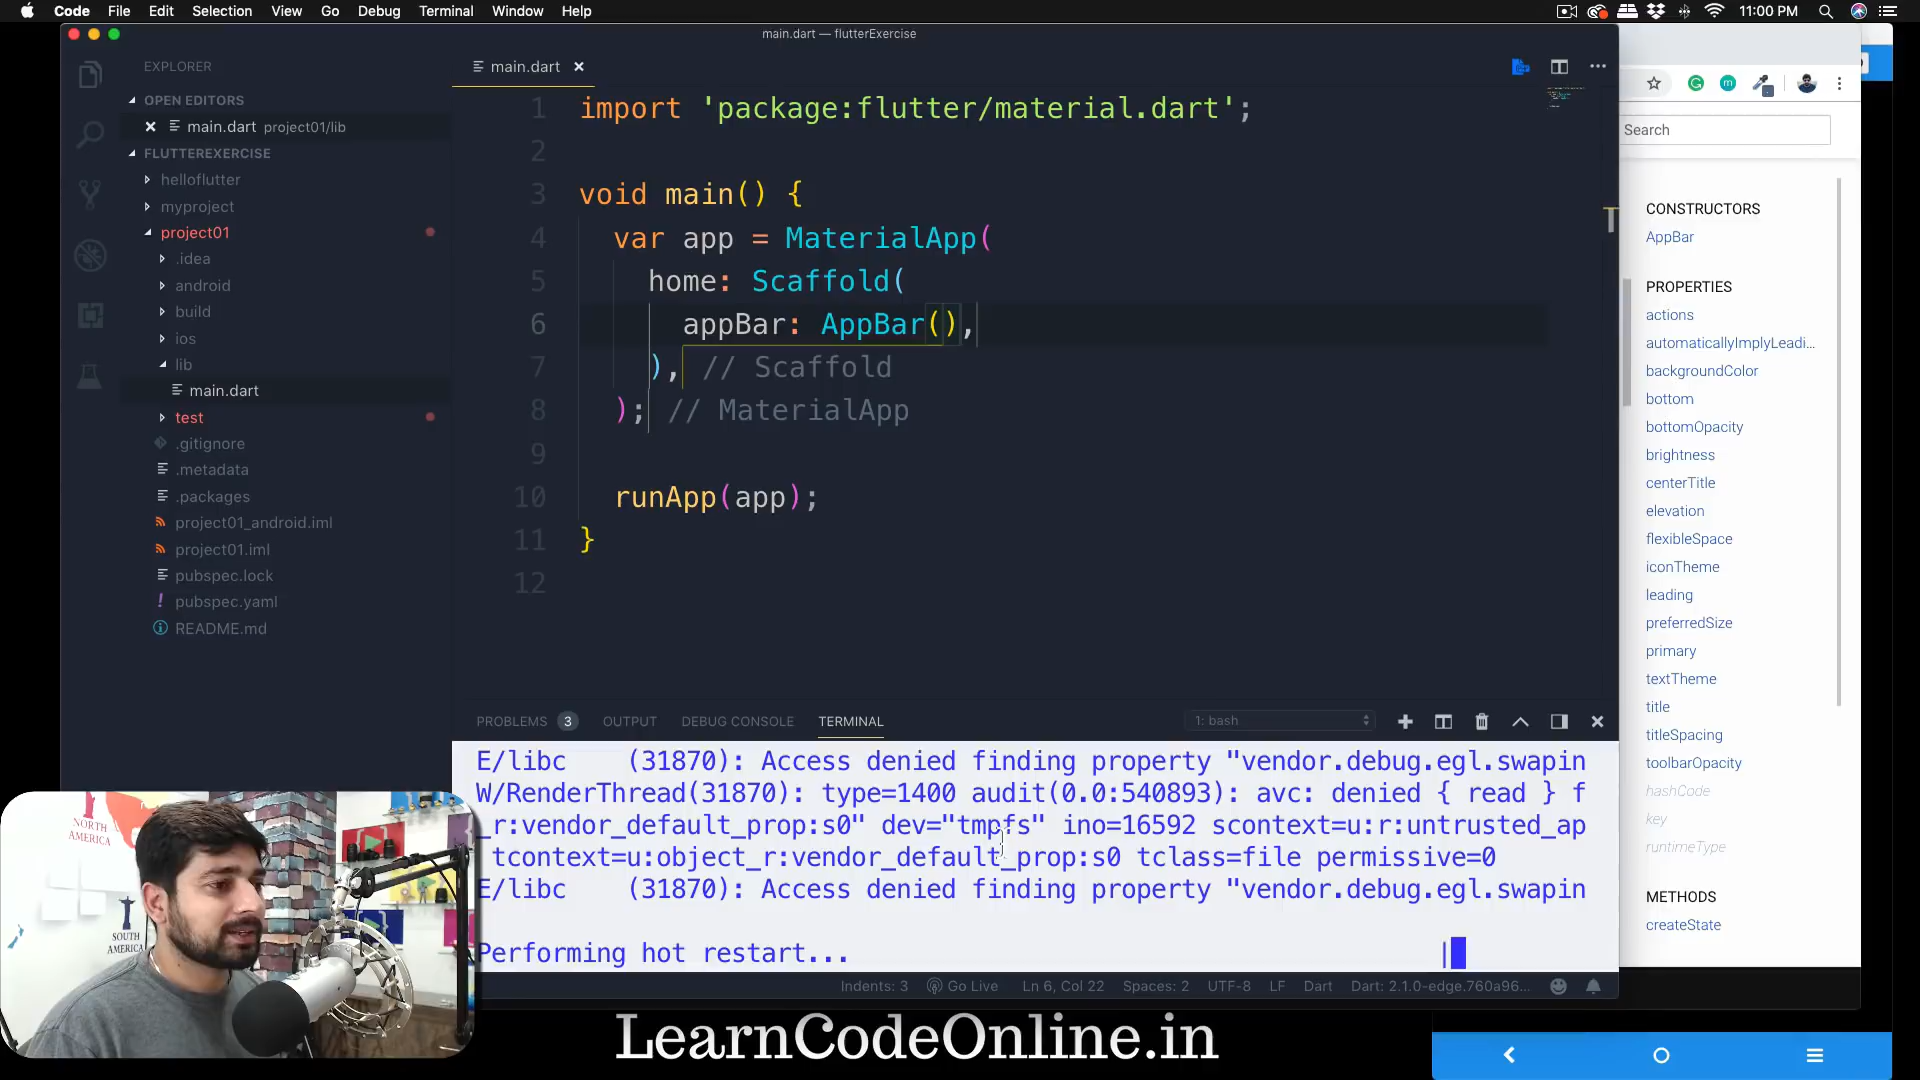 Code File Edit Selection View Go Debug Terminal Window Help 11:00 PM
main.dart — flutterExercise
EXPLORER
OPEN EDITORS
main.dart project01/lib
FLUTTEREXERCISE
helloflutter
myproject
project01
.idea
android
build
ios
lib
main.dart
test
.gitignore
.metadata
.packages
project01_android.iml
project01.iml
pubspec.lock
pubspec.yaml
README.md
main.dart
1 import 'package:flutter/material.dart';
2
3 void main() {
4 var app = MaterialApp(
5 home: Scaffold(
6 appBar: AppBar(),
7 ), // Scaffold
8 ); // MaterialApp
9
10 runApp(app);
11 }
12
PROBLEMS 3 OUTPUT DEBUG CONSOLE TERMINAL 1: bash
E/libc (31870): Access denied finding property "vendor.debug.egl.swapin
W/RenderThread(31870): type=1400 audit(0.0:540893): avc: denied { read } f
_r:vendor_default_prop:s0" dev="tmpfs" ino=16592 scontext=u:r:untrusted_ap
tcontext=u:object_r:vendor_default_prop:s0 tclass=file permissive=0
E/libc (31870): Access denied finding property "vendor.debug.egl.swapin
Performing hot restart...
Indents: 3 Go Live Ln 6, Col 22 Spaces: 2 UTF-8 LF Dart Dart: 2.1.0-edge.760a96...
Search
CONSTRUCTORS
AppBar
PROPERTIES
actions
automaticallyImplyLeadi...
backgroundColor
bottom
bottomOpacity
brightness
centerTitle
elevation
flexibleSpace
iconTheme
leading
preferredSize
primary
textTheme
title
titleSpacing
toolbarOpacity
hashCode
key
runtimeType
METHODS
createState
NORTH
AMERICA
SOUTH
AMERICA
LearnCodeOnline.in